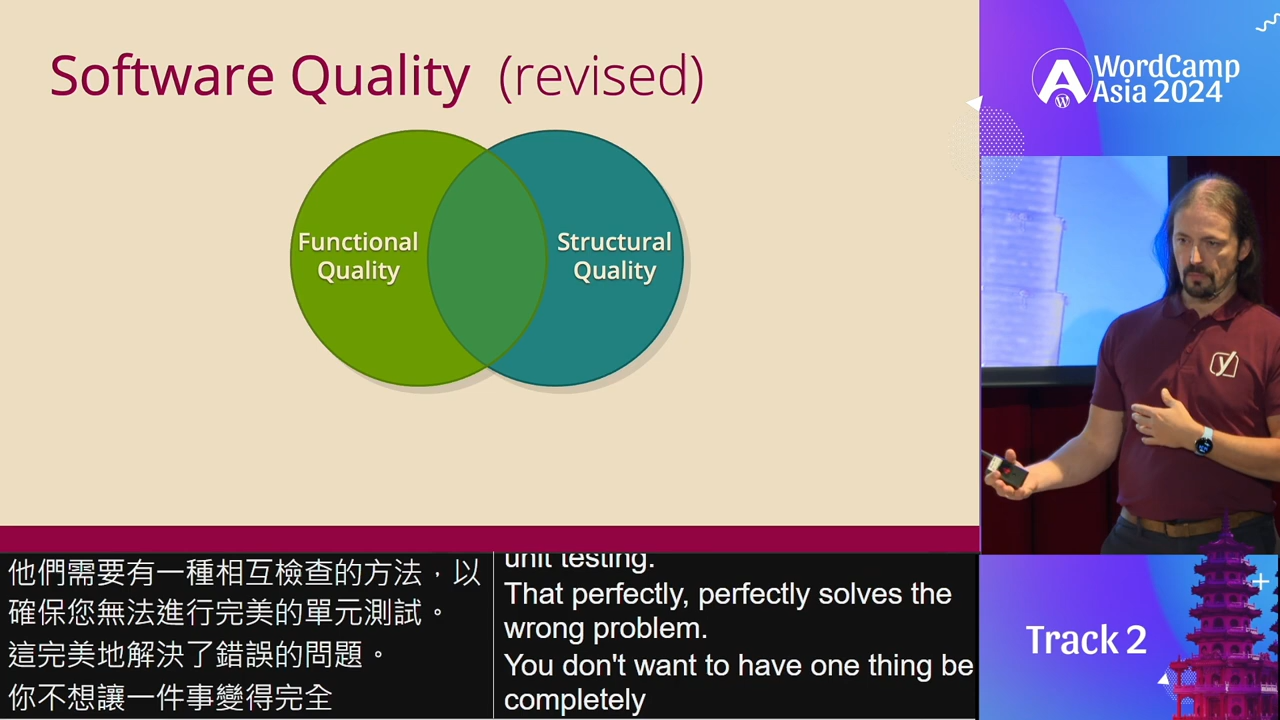 Software Quality (revised)
Functional
Quality
Structural
Quality
WordCamp
Asia 2024
y
他們需要有一種相互檢查的方法，以
確保您無法進行完美的單元測試。
這完美地解決了錯誤的問題。
你不想讓一件事變得完全
unit testing.
That perfectly, perfectly solves the
wrong problem.
You don't want to have one thing be
completely
Track 2